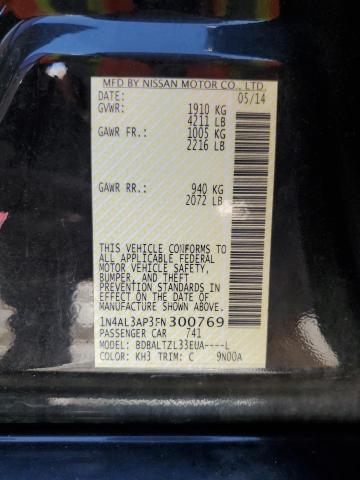 MFD BY NISSAN MOTOR CO., LTD
DATE: 05/14
GVWR: 1910 KG
4211 LB
GAWR FR.: 1005 KG
2216 LB
GAWR RR.: 940 KG
2072 LB
THIS VEHICLE CONFORMS TO
ALL APPLICABLE FEDERAL
MOTOR VEHICLE SAFETY,
BUMPER, AND THEFT
PREVENTION STANDARDS
IN EFFECT ON THE DATE OF
MANUFACTURE SHOWN ABOVE.
1N4AL3AP3FN300769
PASSENGER CAR 741
MODEL: BDBALTZL33EUA----L
COLOR: KH3 TRIM: C 9N00A